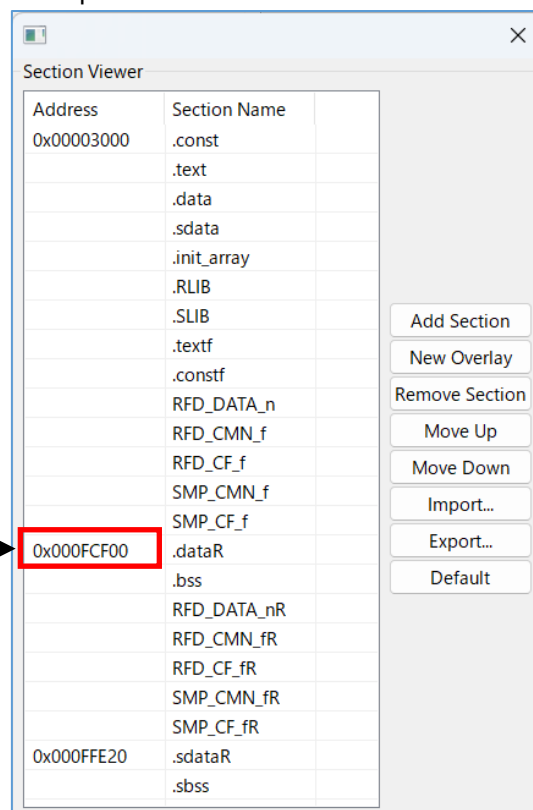 Section Viewer
Address Section Name
0x00003000 .const
.text
.data
.sdata
.init_array
.RLIB
.SLIB
.textf
.constf
RFD_DATA_n
RFD_CMN_f
RFD_CF_f
SMP_CMN_f
SMP_CF_f
0x000FCF00 .dataR
.bss
RFD_DATA_nR
RFD_CMN_fR
RFD_CF_fR
SMP_CMN_fR
SMP_CF_fR
0x000FFE20 .sdataR
.sbss
Add Section
New Overlay
Remove Section
Move Up
Move Down
Import...
Export...
Default